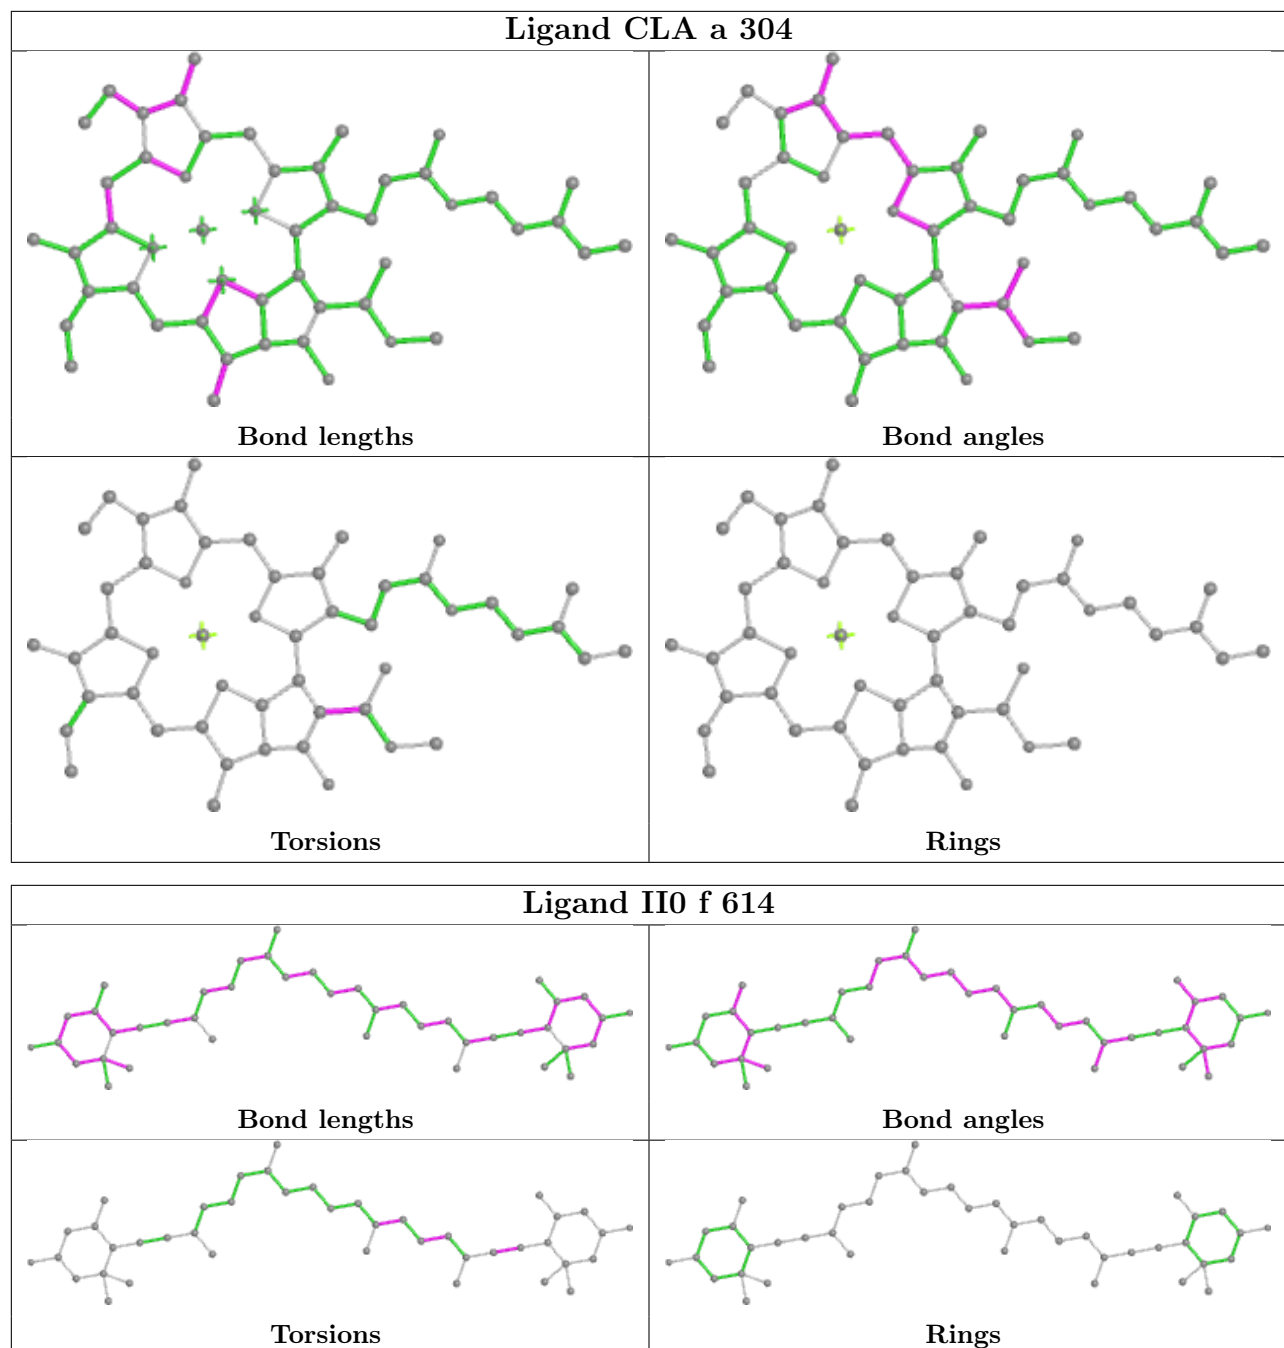 Ligand CLA a 304
Bond lengths
Bond angles
Torsions
Rings
Ligand II0 f 614
Bond lengths
Bond angles
Torsions
Rings